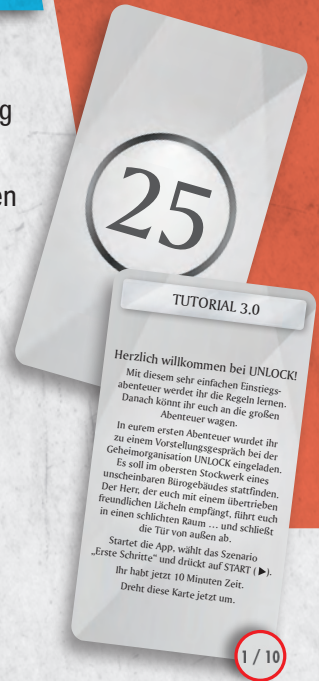 g
en
25
TUTORIAL 3.0
Herzlich willkommen bei UNLOCK!
Mit diesem sehr einfachen Einstiegs-
abenteuer werdet ihr die Regeln lernen.
Danach könnt ihr euch an die großen
Abenteuer wagen.
In eurem ersten Abenteuer wurdet ihr
zu einem Vorstellungsgespräch bei der
Geheimorganisation UNLOCK eingeladen.
Es soll im obersten Stockwerk eines
unscheinbaren Bürogebäudes stattfinden.
Der Herr, der euch mit einem übertrieben
freundlichen Lächeln empfängt, führt euch
in einen schlichten Raum … und schließt
die Tür von außen ab.
Startet die App, wählt das Szenario
„Erste Schritte“ und drückt auf START (▶).
Ihr habt jetzt 10 Minuten Zeit.
Dreht diese Karte jetzt um.
1 / 10